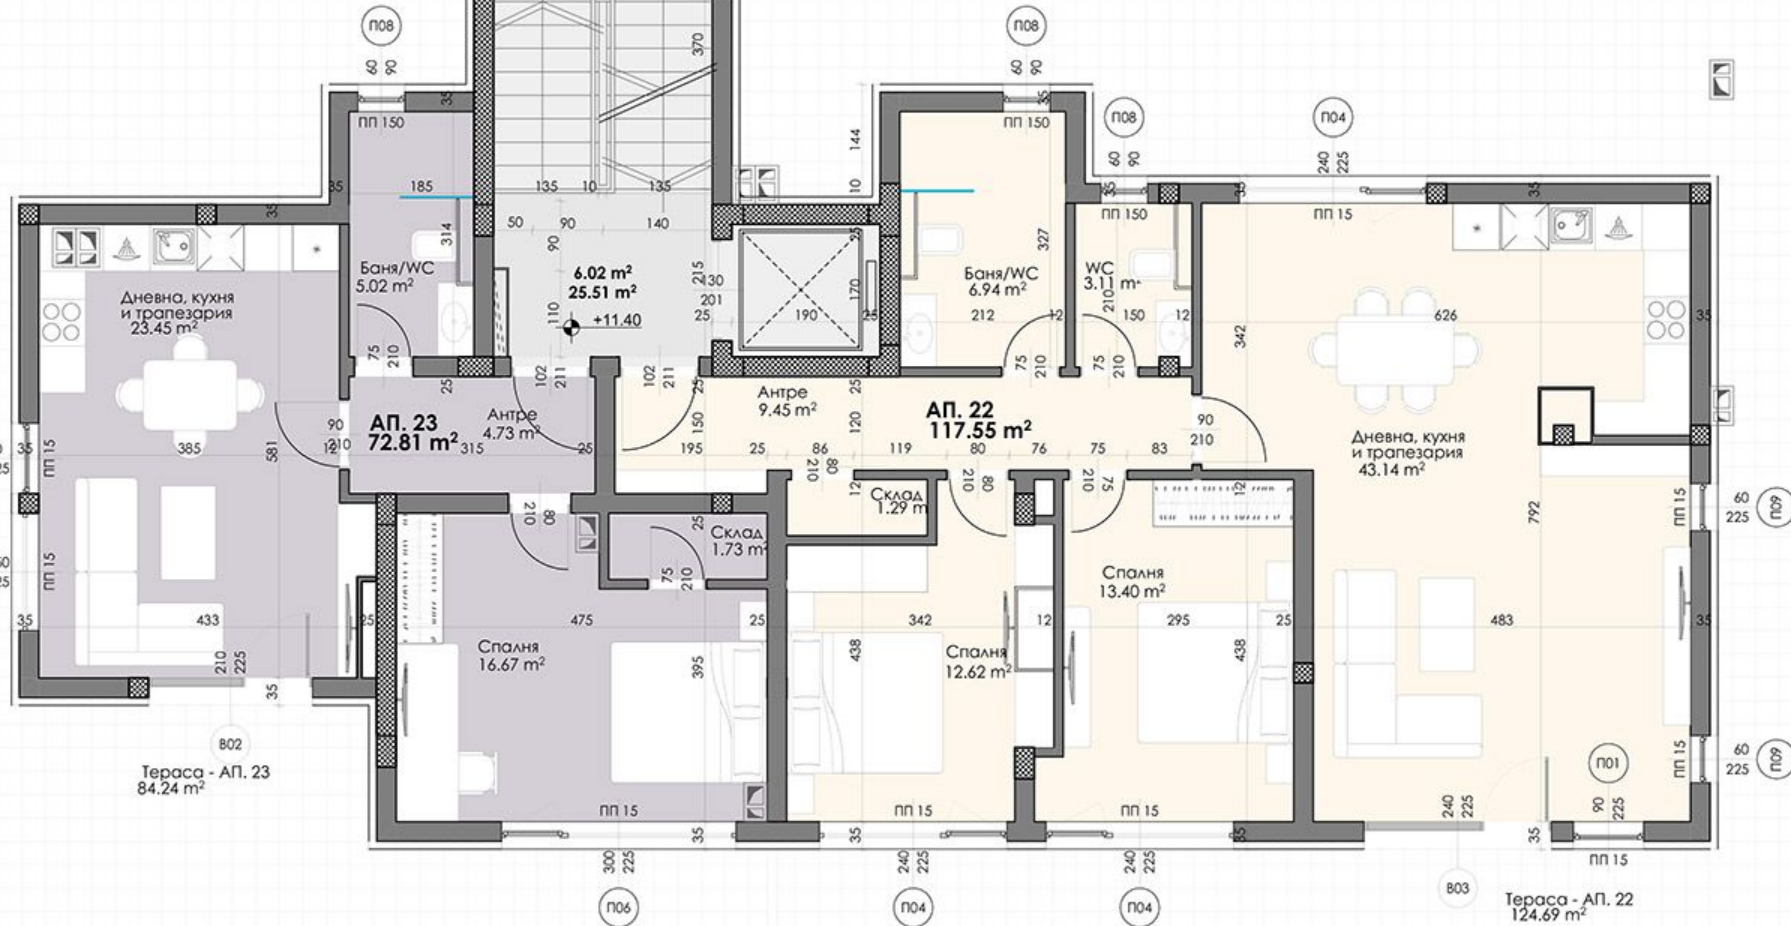 П08
60
90
35
ПП 150
370
П08
60
90
35
ПП 150
П08
60
90
35
ПП 150
П04
240
225
35
ПП 15
35
144
10
35
185
135
10
135
35
314
50
90
140
90
Баня/WC
5.02 m²
6.02 m²
25.51 m²
+11.40
110
215
130
201
25
25
170
190
25
327
Баня/WC
6.94 m²
212
12
WC
3.11 m²
210
150
12
342
626
35
Дневна, кухня
и трапезария
23.45 m²
75
210
25
102
211
102
211
25
25
75
210
75
210
АП. 23
72.81 m²
Антре
4.73 m²
Антре
9.45 m²
АП. 22
117.55 m²
90
210
12
315
25
150
195
25
86
120
119
80
76
75
83
90
210
385
581
35
ПП 15
Дневна, кухня
и трапезария
43.14 m²
80
210
12
80
210
75
210
12
Склад
1.29 m
80
210
25
Склад
1.73 m²
75
210
792
ПП 15
60
225
П09
ПП 15
35
433
25
475
25
342
12
295
25
483
35
Спалня
13.40 m²
Спалня
16.67 m²
Спалня
12.62 m²
395
438
438
210
225
35
B02
Тераса - АП. 23
84.24 m²
ПП 15
60
225
П09
П01
90
225
ПП 15
35
ПП 15
35
ПП 15
35
240
225
35
ПП 15
300
225
240
225
240
225
П06
П04
П04
B03
Тераса - АП. 22
124.69 m²